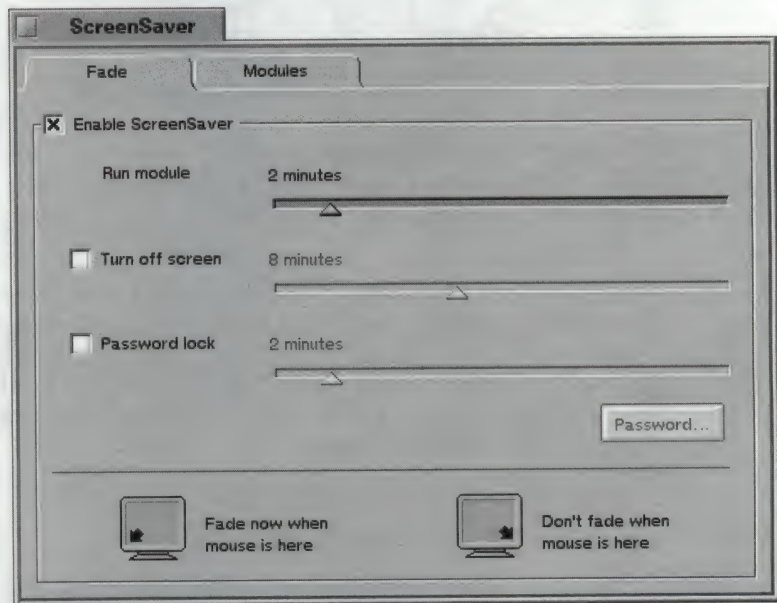 ScreenSaver
Fade Modules
Enable ScreenSaver
Run module 2 minutes
Turn off screen 8 minutes
Password lock 2 minutes
Password...
Fade now when
mouse is here
Don't fade when
mouse is here